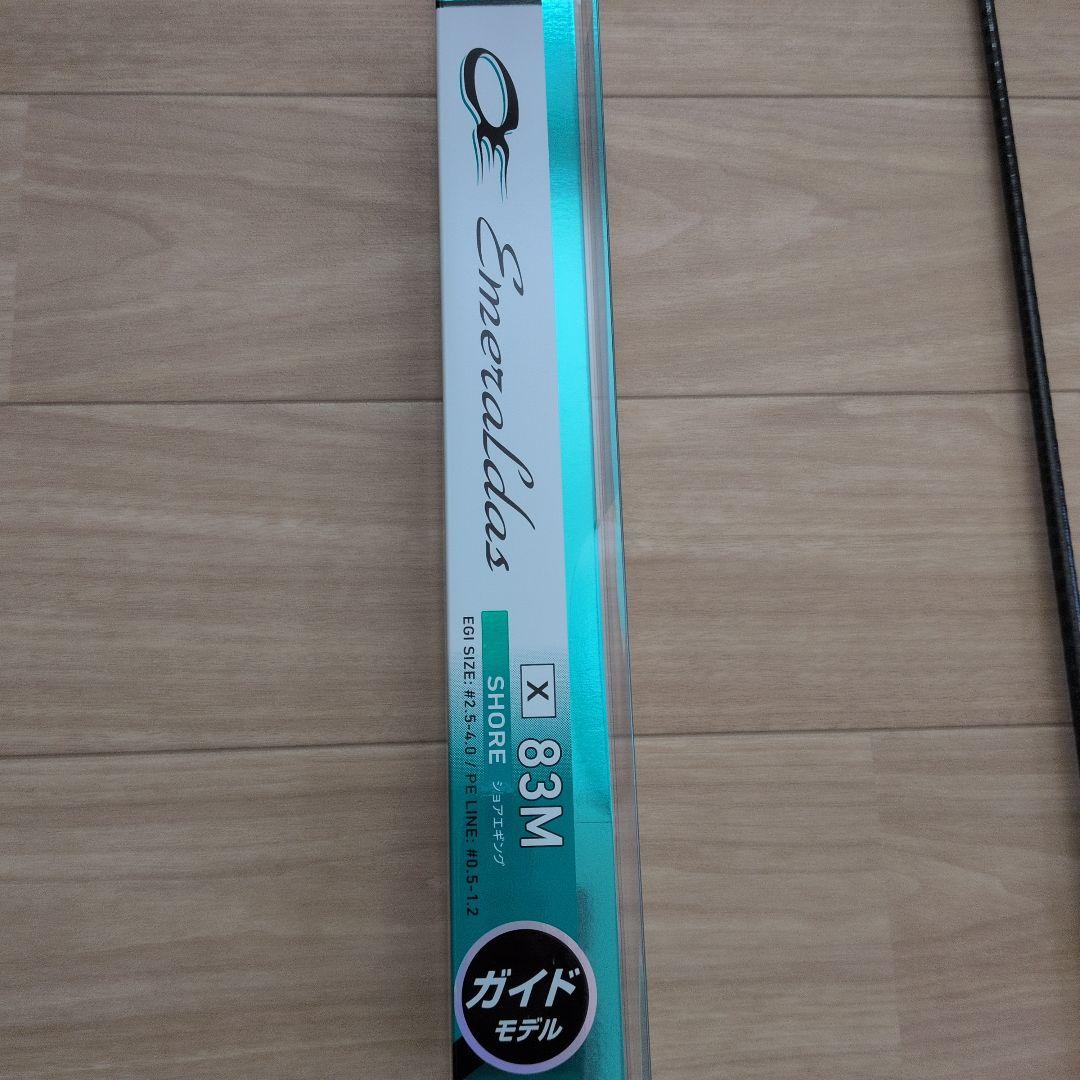 Emeraldas
X 83M
SHORE ショアエギング
EGI SIZE: #2.5-4.0 / PE LINE: #0.5-1.2
ガイド
モデル